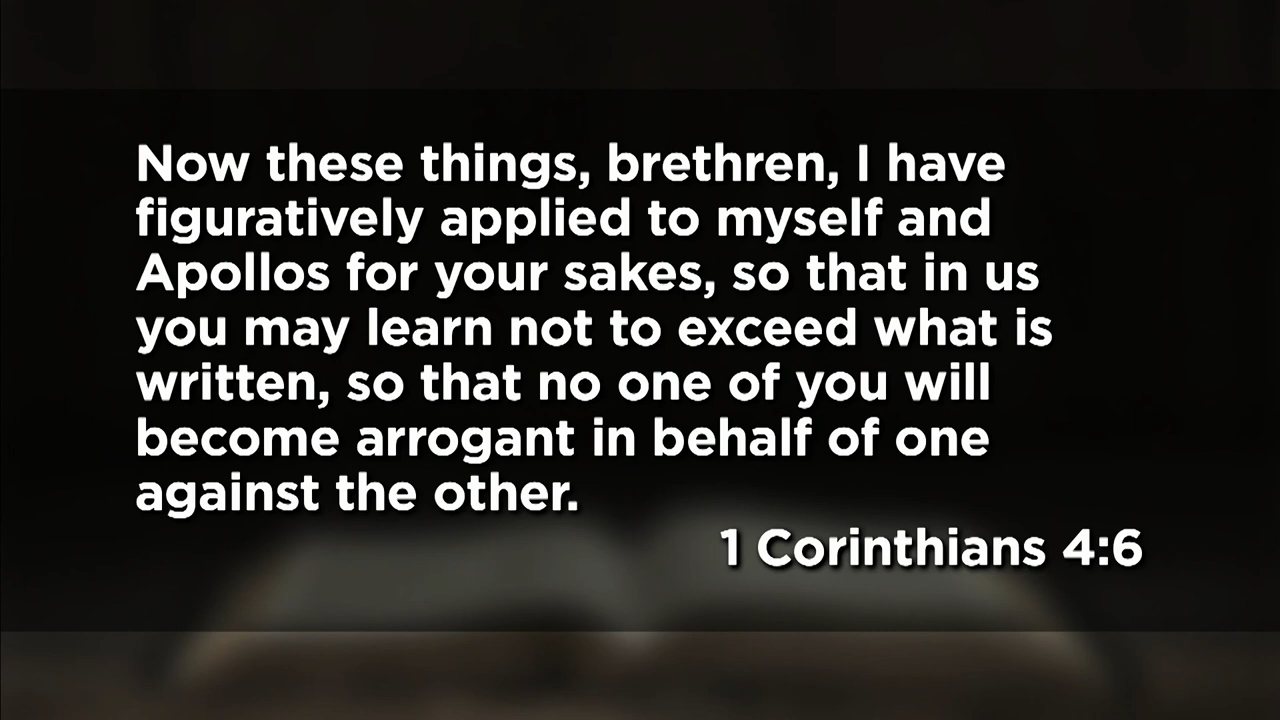 Now these things, brethren, I have
figuratively applied to myself and
Apollos for your sakes, so that in us
you may learn not to exceed what is
written, so that no one of you will
become arrogant in behalf of one
against the other.
1 Corinthians 4:6